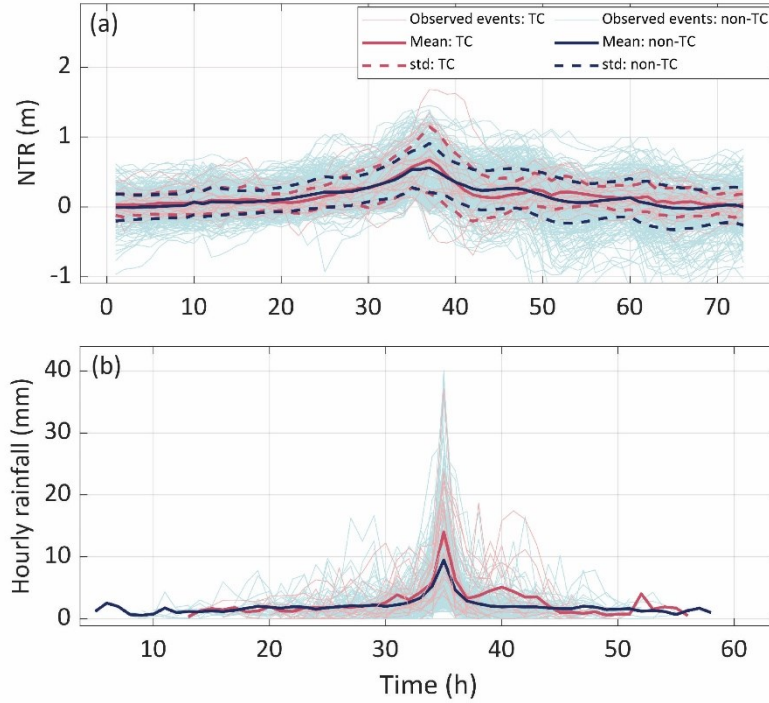 (a)
Observed events: TC Observed events: non-TC
Mean: TC Mean: non-TC
std: TC std: non-TC
2
1
0
-1
NTR (m)
0 10 20 30 40 50 60 70
(b)
40
30
20
10
0
Hourly rainfall (mm)
10 20 30 40 50 60
Time (h)